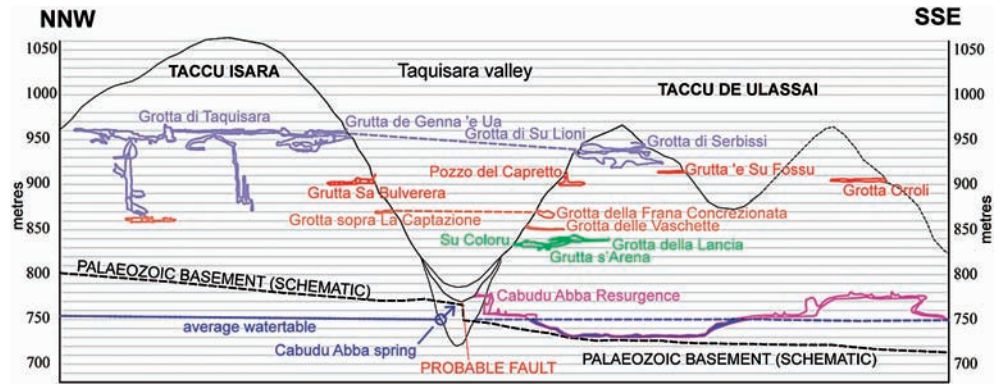 NNW
SSE
1050
1000
950
900
850
800
750
700
metres
TACCU ISARA
Taquisara valley
TACCU DE ULASSAI
Grotta di Taquisara
Grutta de Genna 'e Ua
Grotta di Su Lioni
Grotta di Serbissi
Pozzo del Capretto
Grutta 'e Su Fossu
Grutta Sa Bulverera
Grotta Orroli
Grotta sopra La Captazione
Grotta della Frana Concrezionata
Grotta delle Vaschette
Su Coloru
Grotta della Lancia
Grutta s'Arena
PALAEOZOIC BASEMENT (SCHEMATIC)
Cabudu Abba Resurgence
average watertable
Cabudu Abba spring
PROBABLE FAULT
PALAEOZOIC BASEMENT (SCHEMATIC)
1050
1000
950
900
850
800
750
700
metres